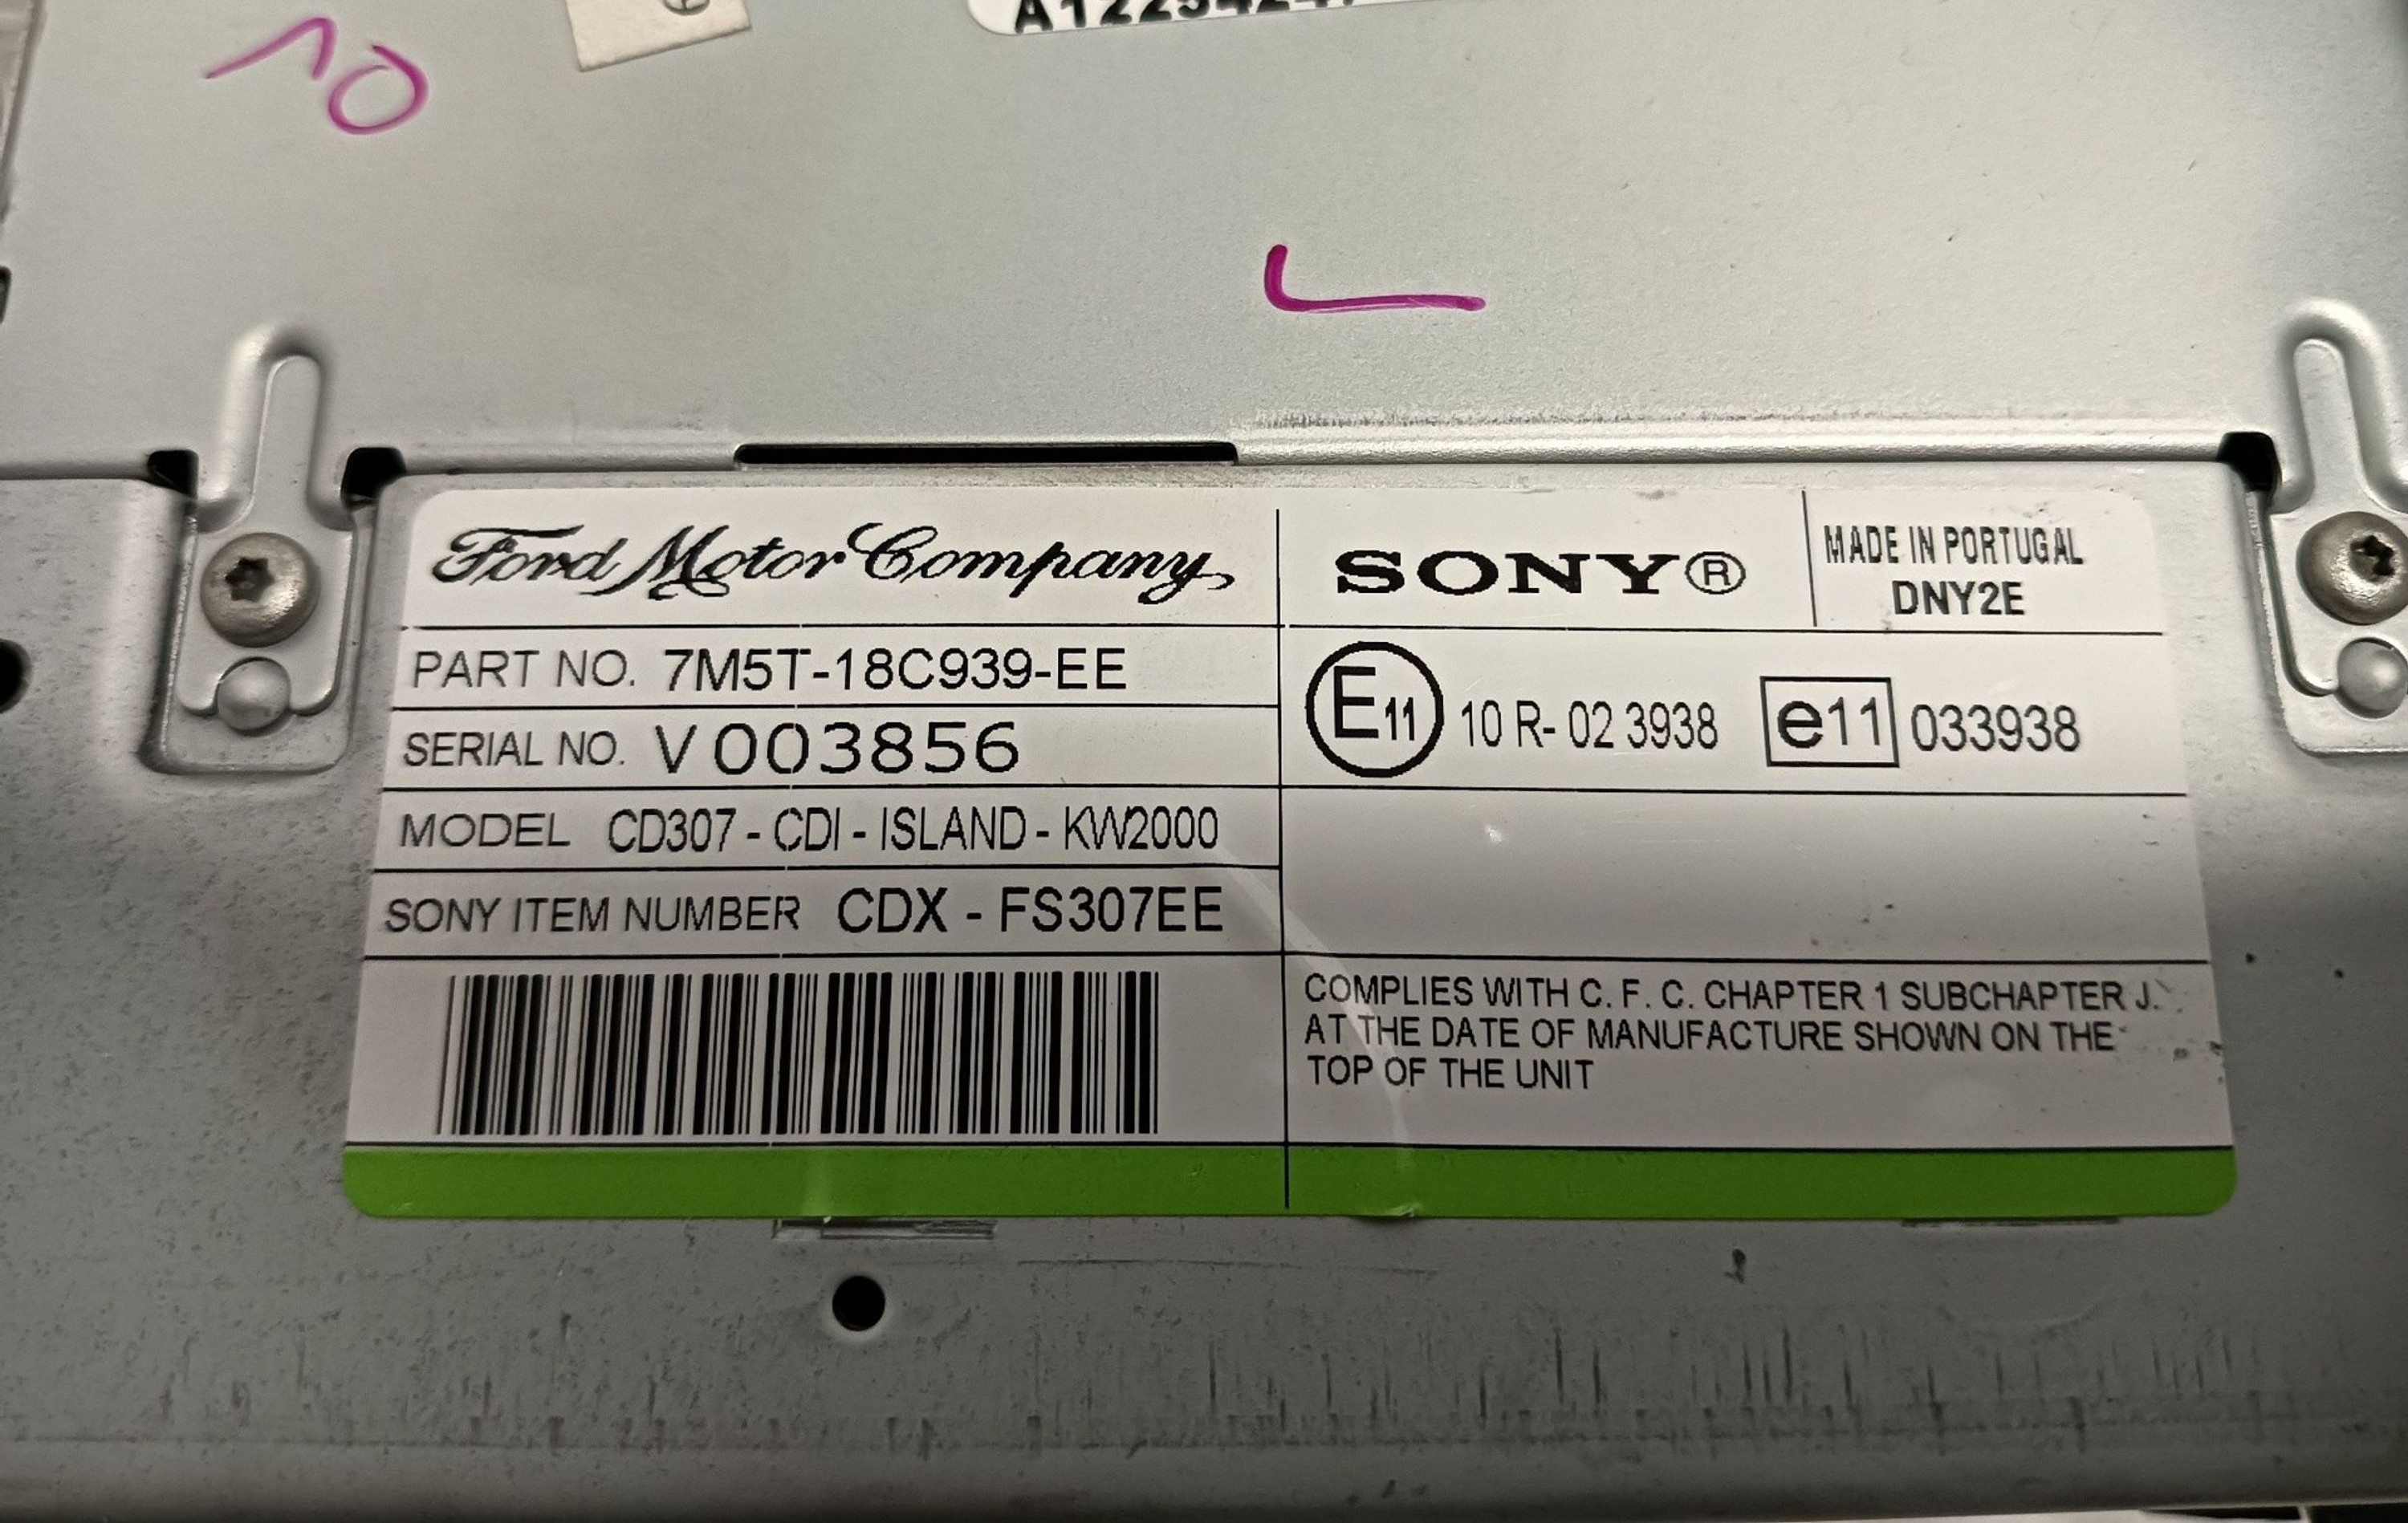 10
Ford Motor Company
SONY®
MADE IN PORTUGAL
DNY2E
PART NO. 7M5T-18C939-EE
SERIAL NO. V003856
MODEL CD307 - CDI - ISLAND - KW2000
SONY ITEM NUMBER CDX - FS307EE
E11 10 R- 02 3938 e11 033938
COMPLIES WITH C. F. C. CHAPTER 1 SUBCHAPTER J.
AT THE DATE OF MANUFACTURE SHOWN ON THE
TOP OF THE UNIT